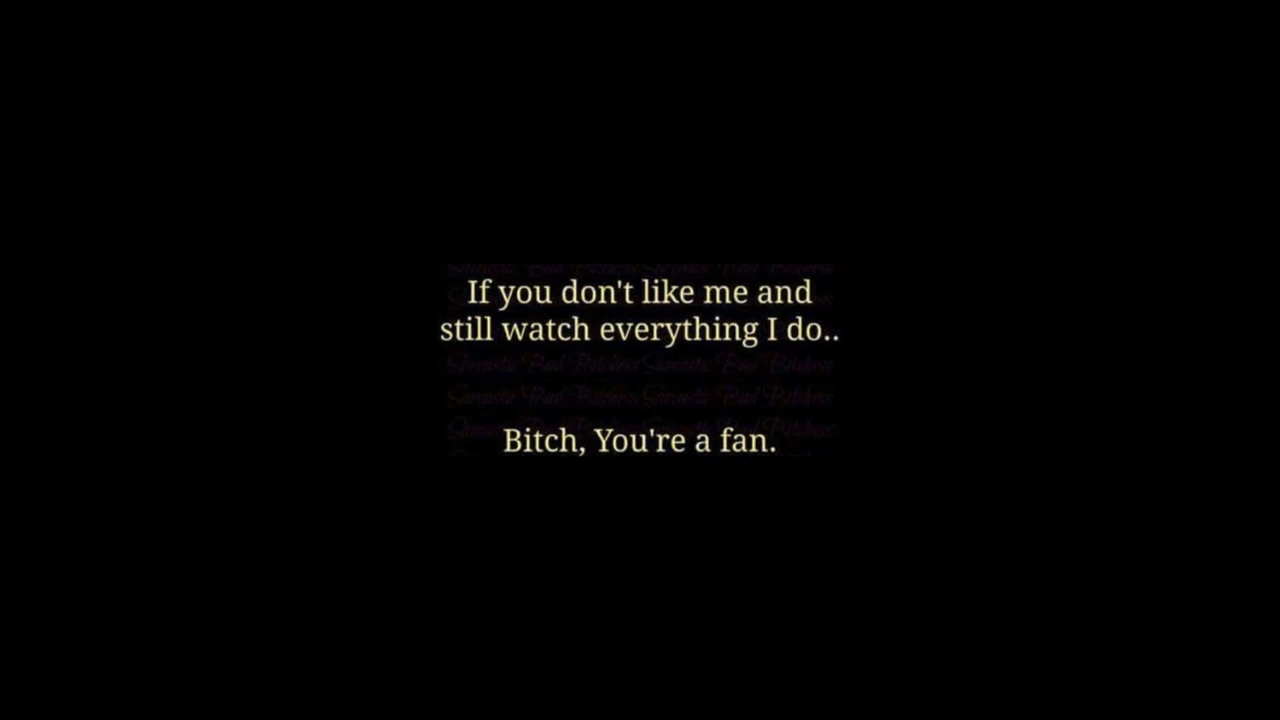 If you don't like me and
still watch everything I do..
Bitch, You're a fan.